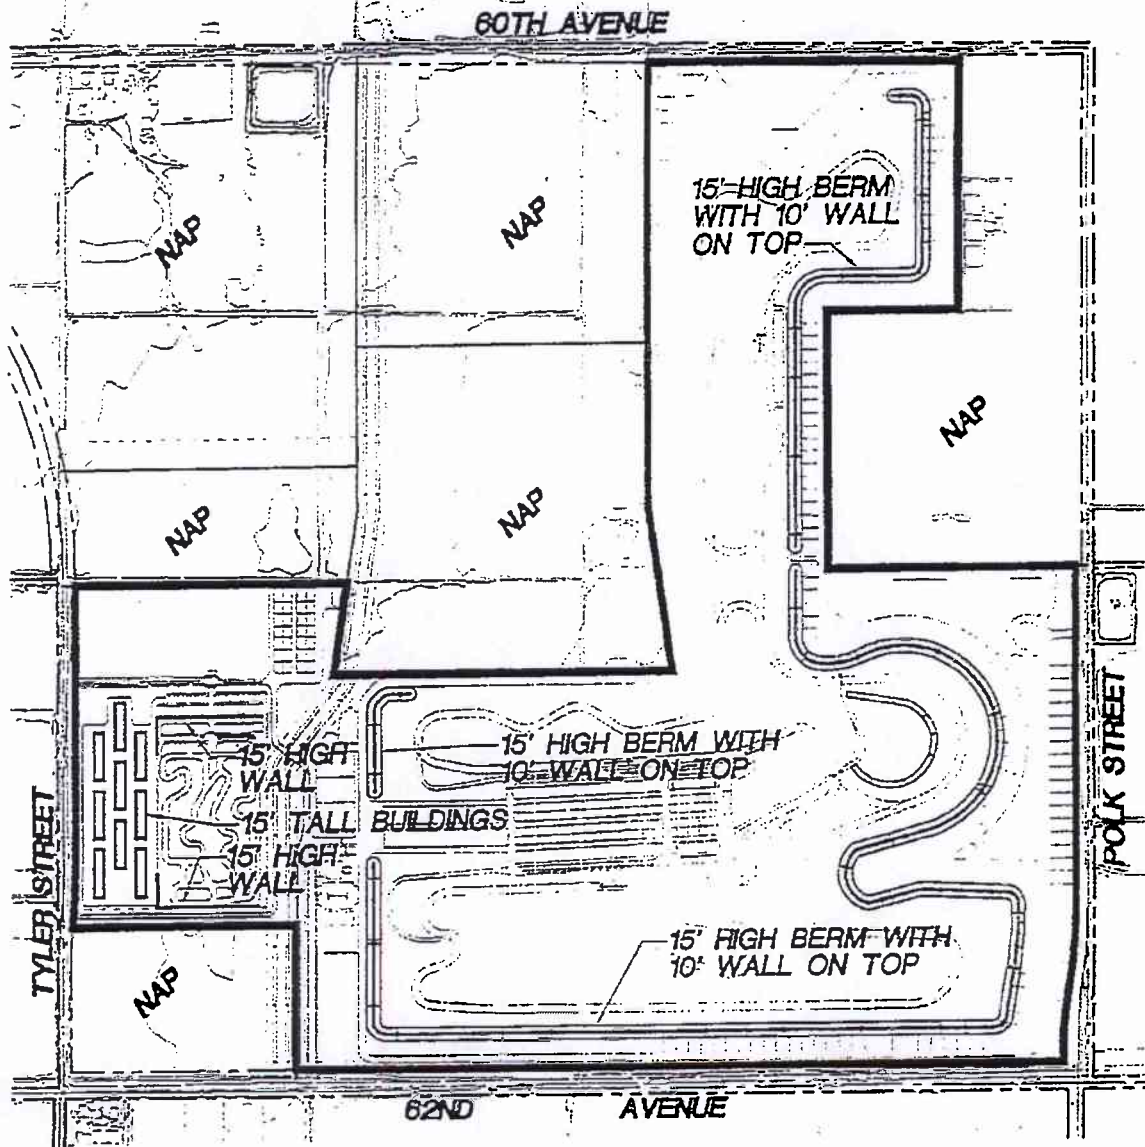 60TH AVENUE
15' HIGH BERM
WITH 10' WALL
ON TOP
NAP
NAP
NAP
NAP
NAP
15' HIGH BERM WITH
10' WALL ON TOP
15' HIGH
WALL
15' TALL BUILDINGS
15' HIGH
WALL
POLK STREET
TYLER STREET
15' HIGH BERM WITH
10' WALL ON TOP
NAP
62ND AVENUE